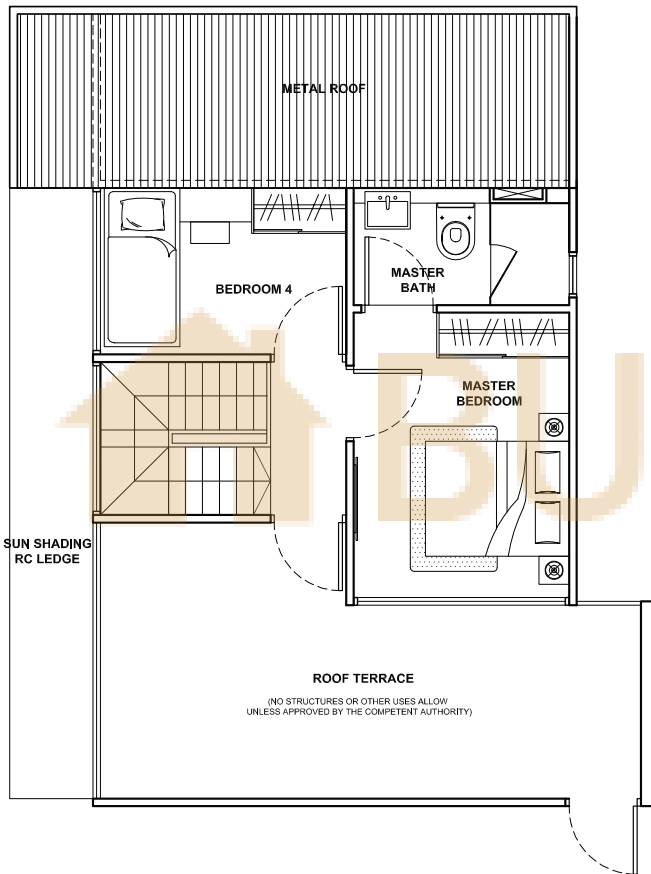 METAL ROOF
BEDROOM 4
MASTER
BATH
MASTER
BEDROOM
SUN SHADING
RC LEDGE
ROOF TERRACE
(NO STRUCTURES OR OTHER USES ALLOW
UNLESS APPROVED BY THE COMPETENT AUTHORITY)
BU